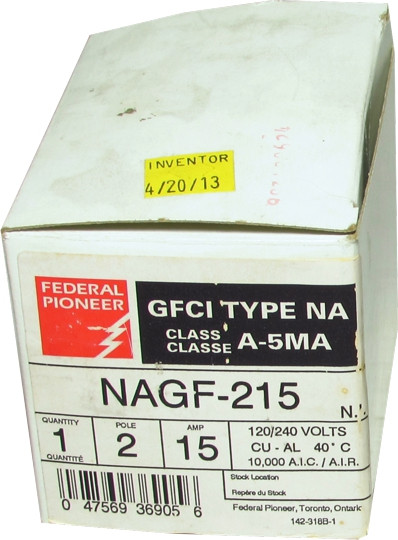 INVENTOR
4/20/13
FEDERAL
PIONEER
GFCI TYPE NA
CLASS
CLASSE A-5MA
NAGF-215
N.
QUANTITY
1
QUANTITÉ
POLE
2
AMP
15
120/240 VOLTS
CU - AL 40° C
10,000 A.I.C./ A.I.R.
Stock Location
Repére du Stock
Federal Pioneer, Toronto, Ontario
142-318B-1
0 47569 36905 6